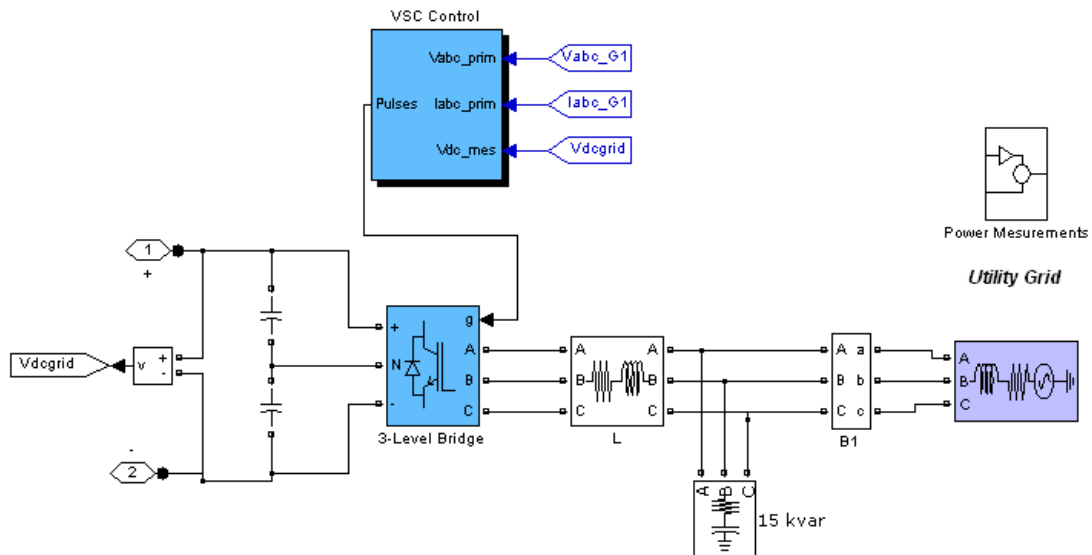 VSC Control
Vabc_prim
Vabc_G1
Pulses
Iabc_prim
Iabc_G1
Vdc_mes
Vdcgrid
Power Mesurements
Utility Grid
1
+
Vdcgrid
v
+
-
-
2
+
N
-
g
A
B
C
3-Level Bridge
A
B
C
A
B
C
L
A
B
C
15 kvar
A
B
C
a
b
c
B1
A
B
C